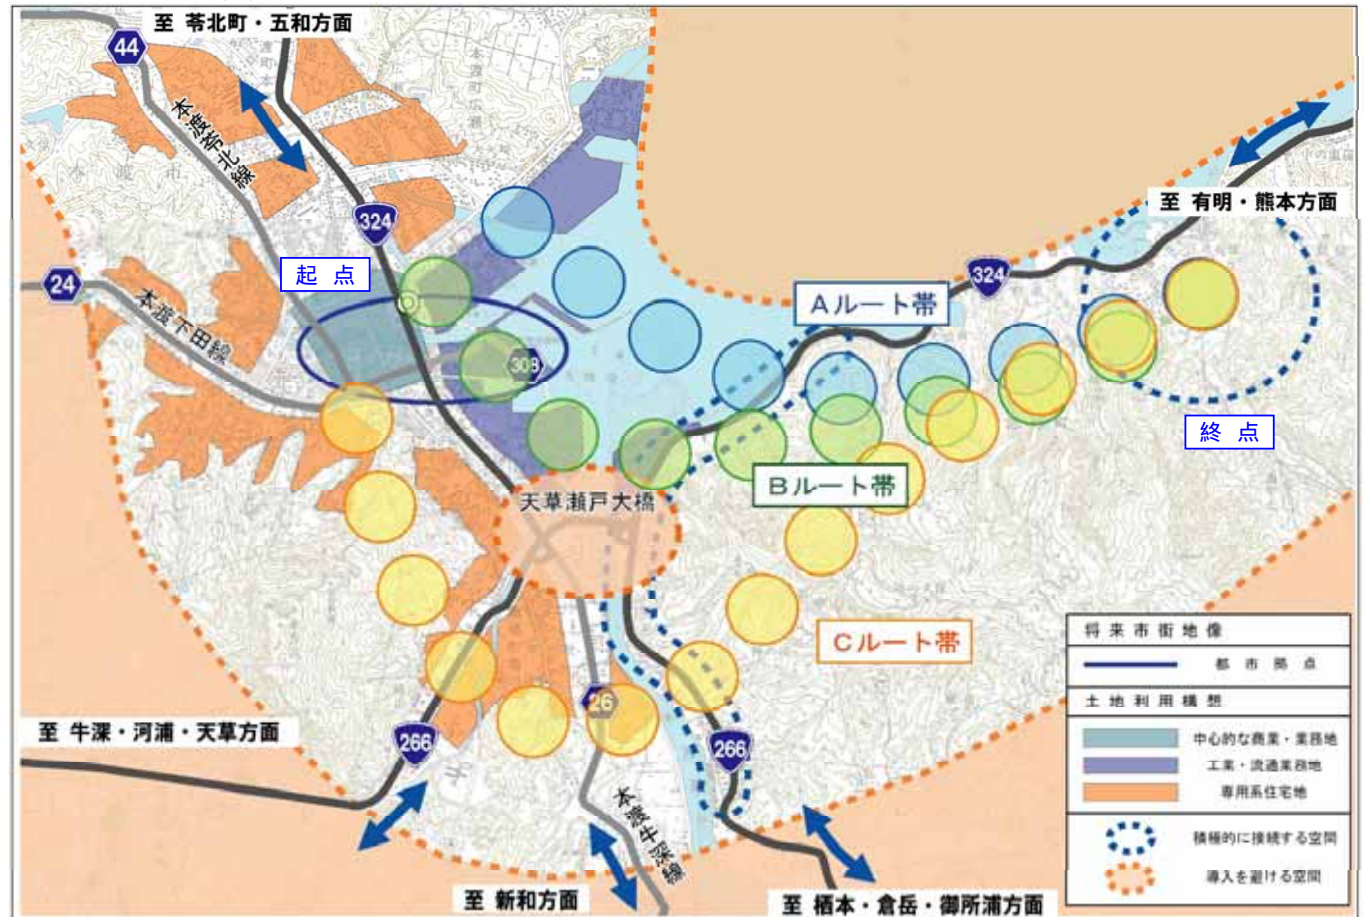 至 苓北町・五和方面
44
本渡苓北線
324
至 有明・熊本方面
起 点
324
24
Aルート帯
本渡下田線
308
終 点
Bルート帯
天草瀬戸大橋
Cルート帯
将来市街地像
都市拠点
土地利用構想
中心的な商業・業務地
工業・流通業務地
専用系住宅地
積極的に接続する空間
導入を避ける空間
26
至 牛深・河浦・天草方面
266
266
本渡牛深線
至 新和方面
至 栖本・倉岳・御所浦方面